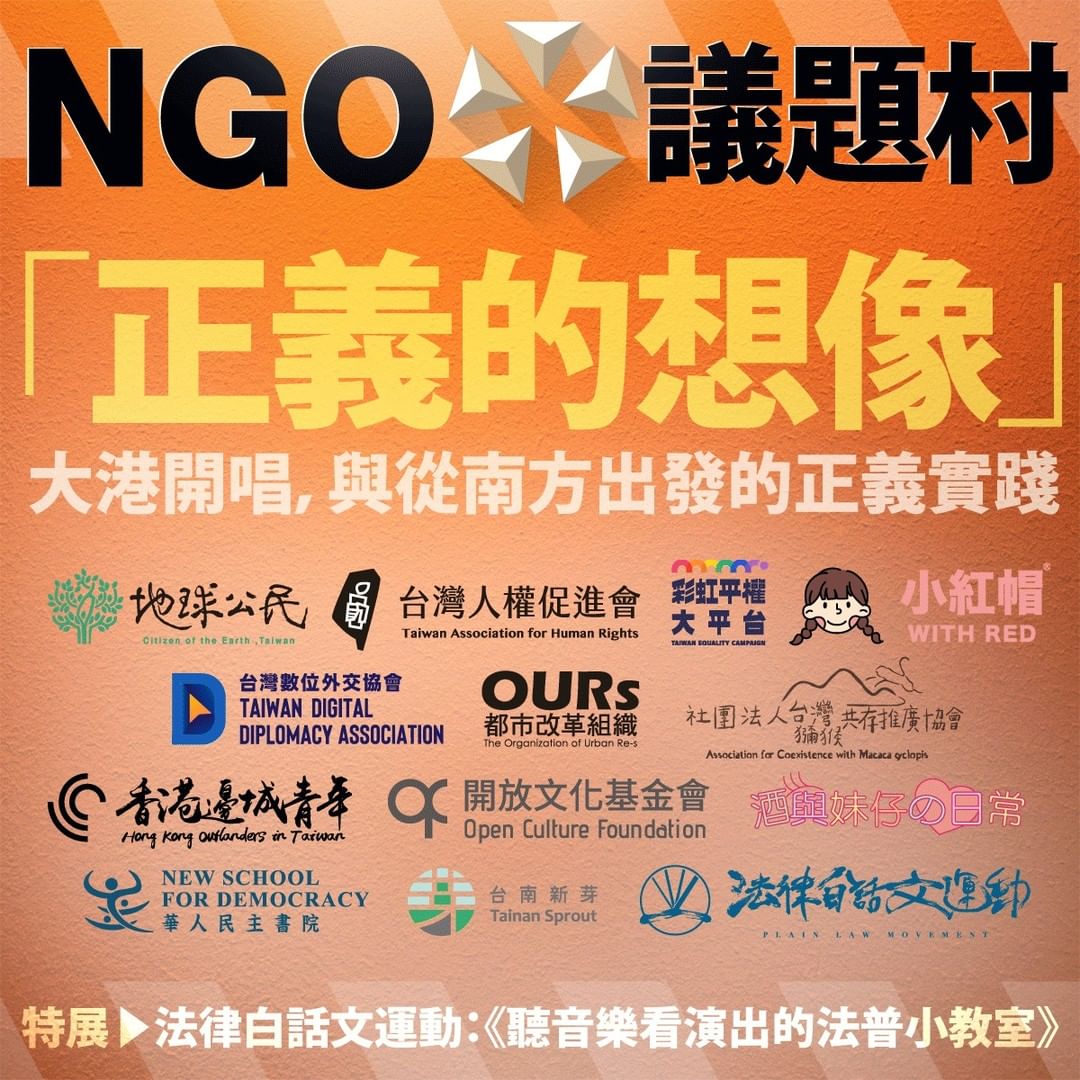 NGO 議題村
「正義的想像」
大港開唱, 與從南方出發的正義實踐
地球公民
Citizen of the Earth ,Taiwan
台灣人權促進會
Taiwan Association for Human Rights
彩虹平權
大平台
TAIWAN EQUALITY CAMPAIGN
小紅帽®
WITH RED
台灣數位外交協會
TAIWAN DIGITAL
DIPLOMACY ASSOCIATION
OURs
都市改革組織
The Organization of Urban Re-s
社團法人台灣獼猴共存推廣協會
Association for Coexistence with Macaca cyclopis
香港邊城青年
Hong Kong Outlanders in Taiwan
開放文化基金會
Open Culture Foundation
酒與妹仔の日常
NEW SCHOOL
FOR DEMOCRACY
華人民主書院
台南新芽
Tainan Sprout
法律白話文運動
PLAIN LAW MOVEMENT
特展▶法律白話文運動:《聽音樂看演出的法普小教室》